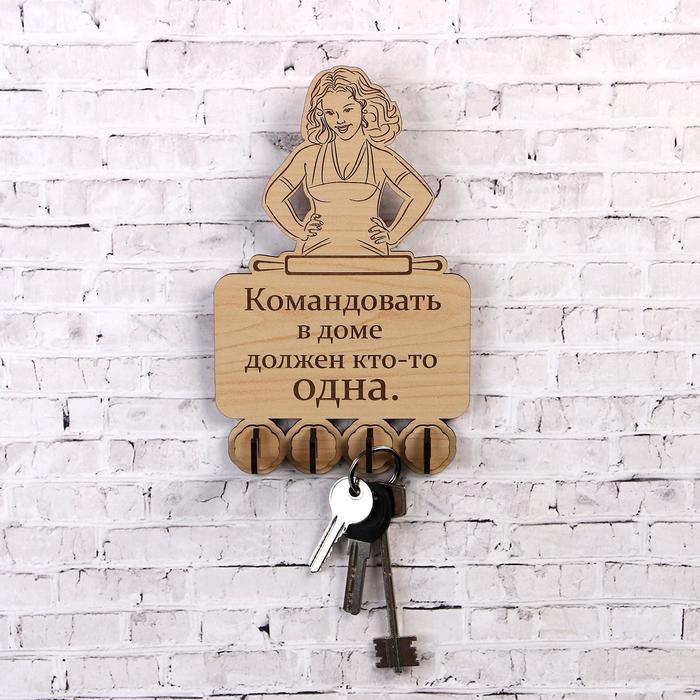 Командовать
в доме
должен кто-то
одна.